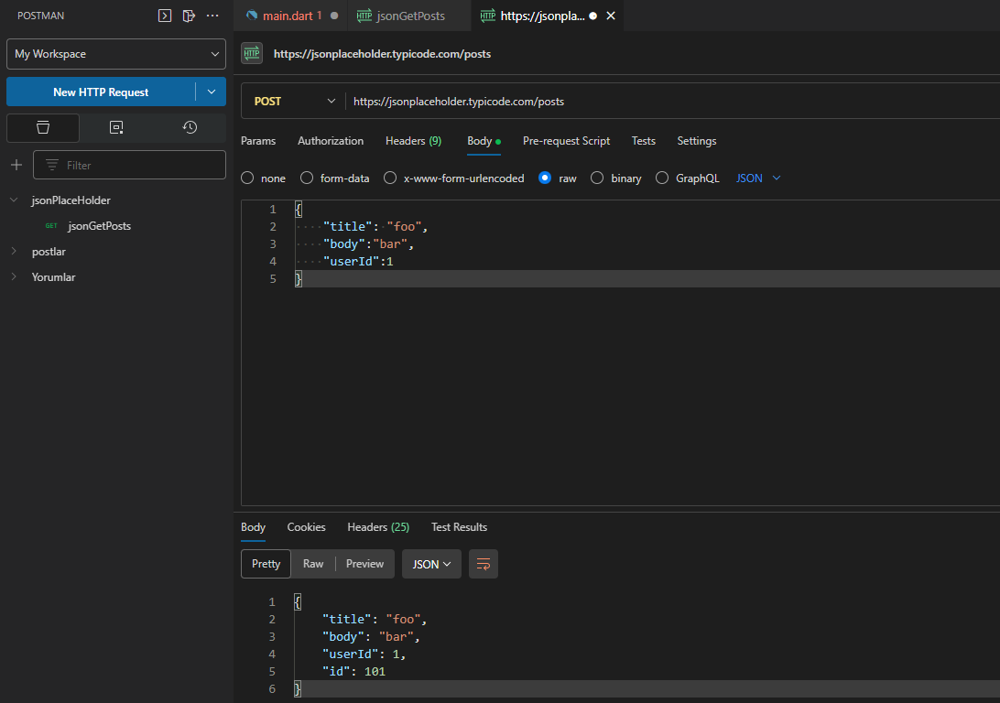 POSTMAN
main.dart 1
HTTP jsonGetPosts
HTTP https://jsonpla...
My Workspace
HTTP https://jsonplaceholder.typicode.com/posts
New HTTP Request
POST https://jsonplaceholder.typicode.com/posts
Params Authorization Headers (9) Body Pre-request Script Tests Settings
Filter
none form-data x-www-form-urlencoded raw binary GraphQL JSON
jsonPlaceHolder
GET jsonGetPosts
postlar
Yorumlar
1 {
2 "title": "foo",
3 "body":"bar",
4 "userId":1
5 }
Body Cookies Headers (25) Test Results
Pretty Raw Preview JSON
1 {
2 "title": "foo",
3 "body": "bar",
4 "userId": 1,
5 "id": 101
6 }